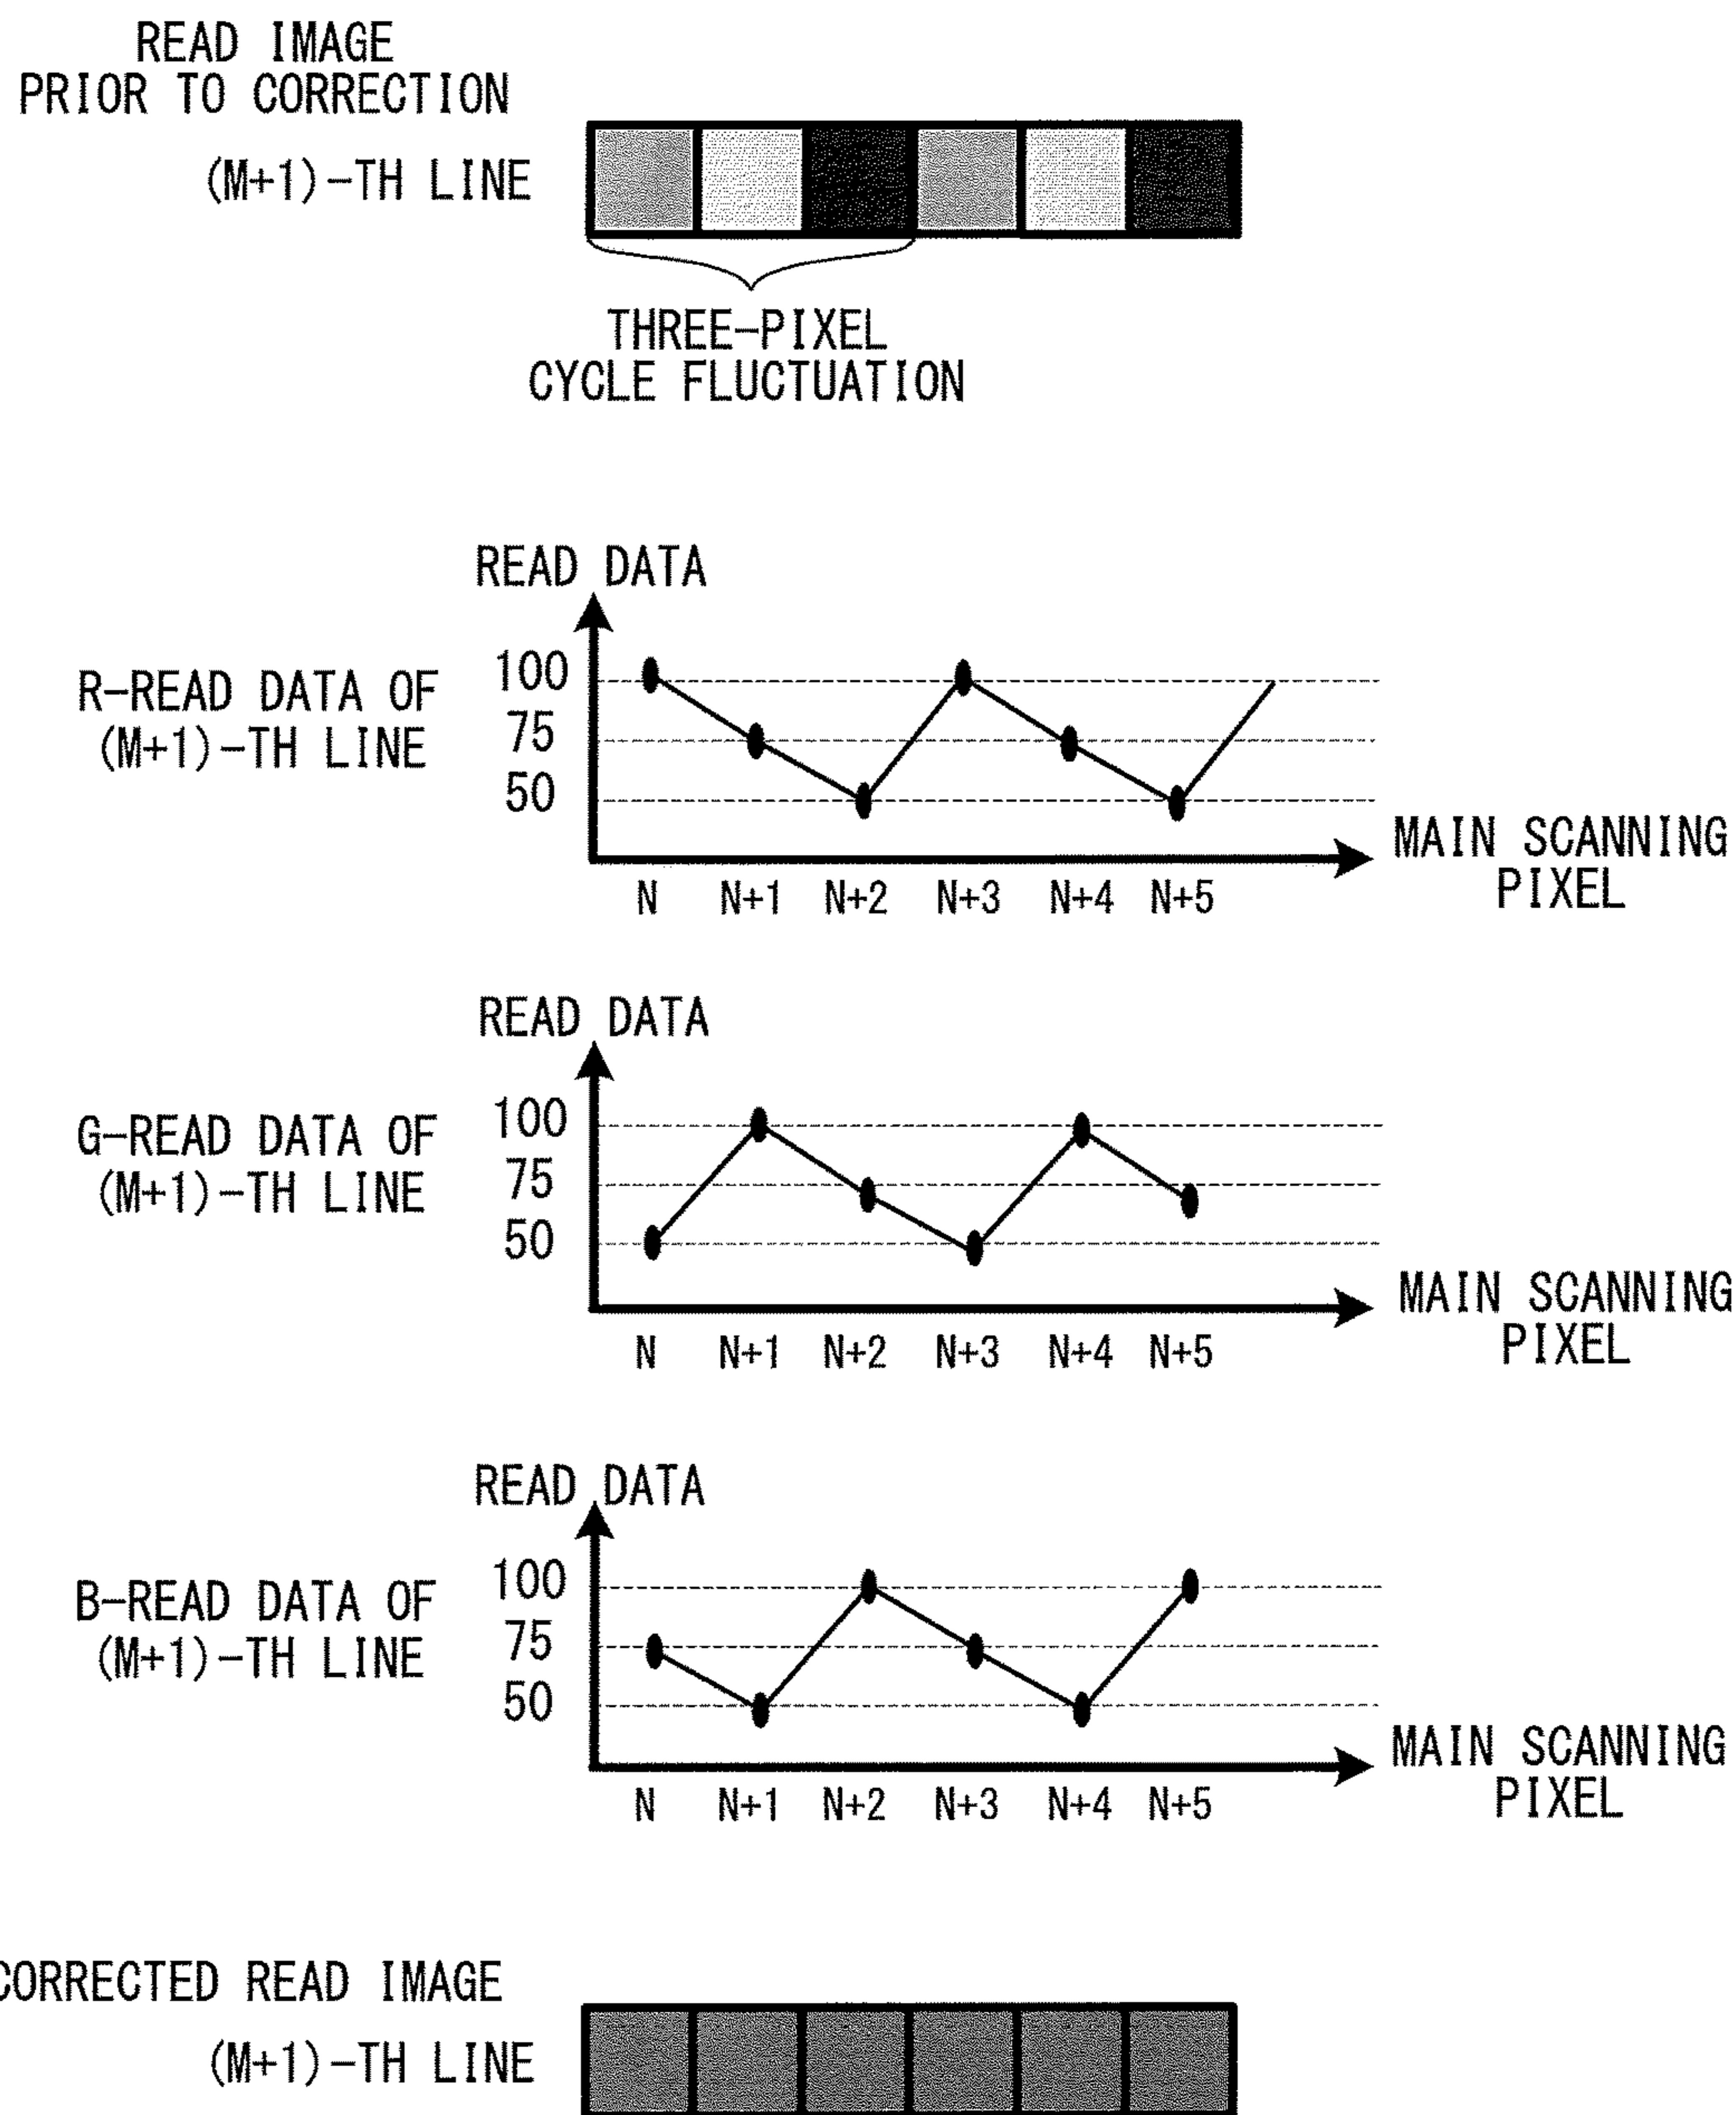 READ IMAGE
PRIOR TO CORRECTION
(M+1)-TH LINE
THREE-PIXEL
CYCLE FLUCTUATION
READ DATA
R-READ DATA OF
(M+1)-TH LINE
100
75
50
MAIN SCANNING
PIXEL
N N+1 N+2 N+3 N+4 N+5
READ DATA
G-READ DATA OF
(M+1)-TH LINE
100
75
50
MAIN SCANNING
PIXEL
N N+1 N+2 N+3 N+4 N+5
READ DATA
B-READ DATA OF
(M+1)-TH LINE
100
75
50
MAIN SCANNING
PIXEL
N N+1 N+2 N+3 N+4 N+5
CORRECTED READ IMAGE
(M+1)-TH LINE